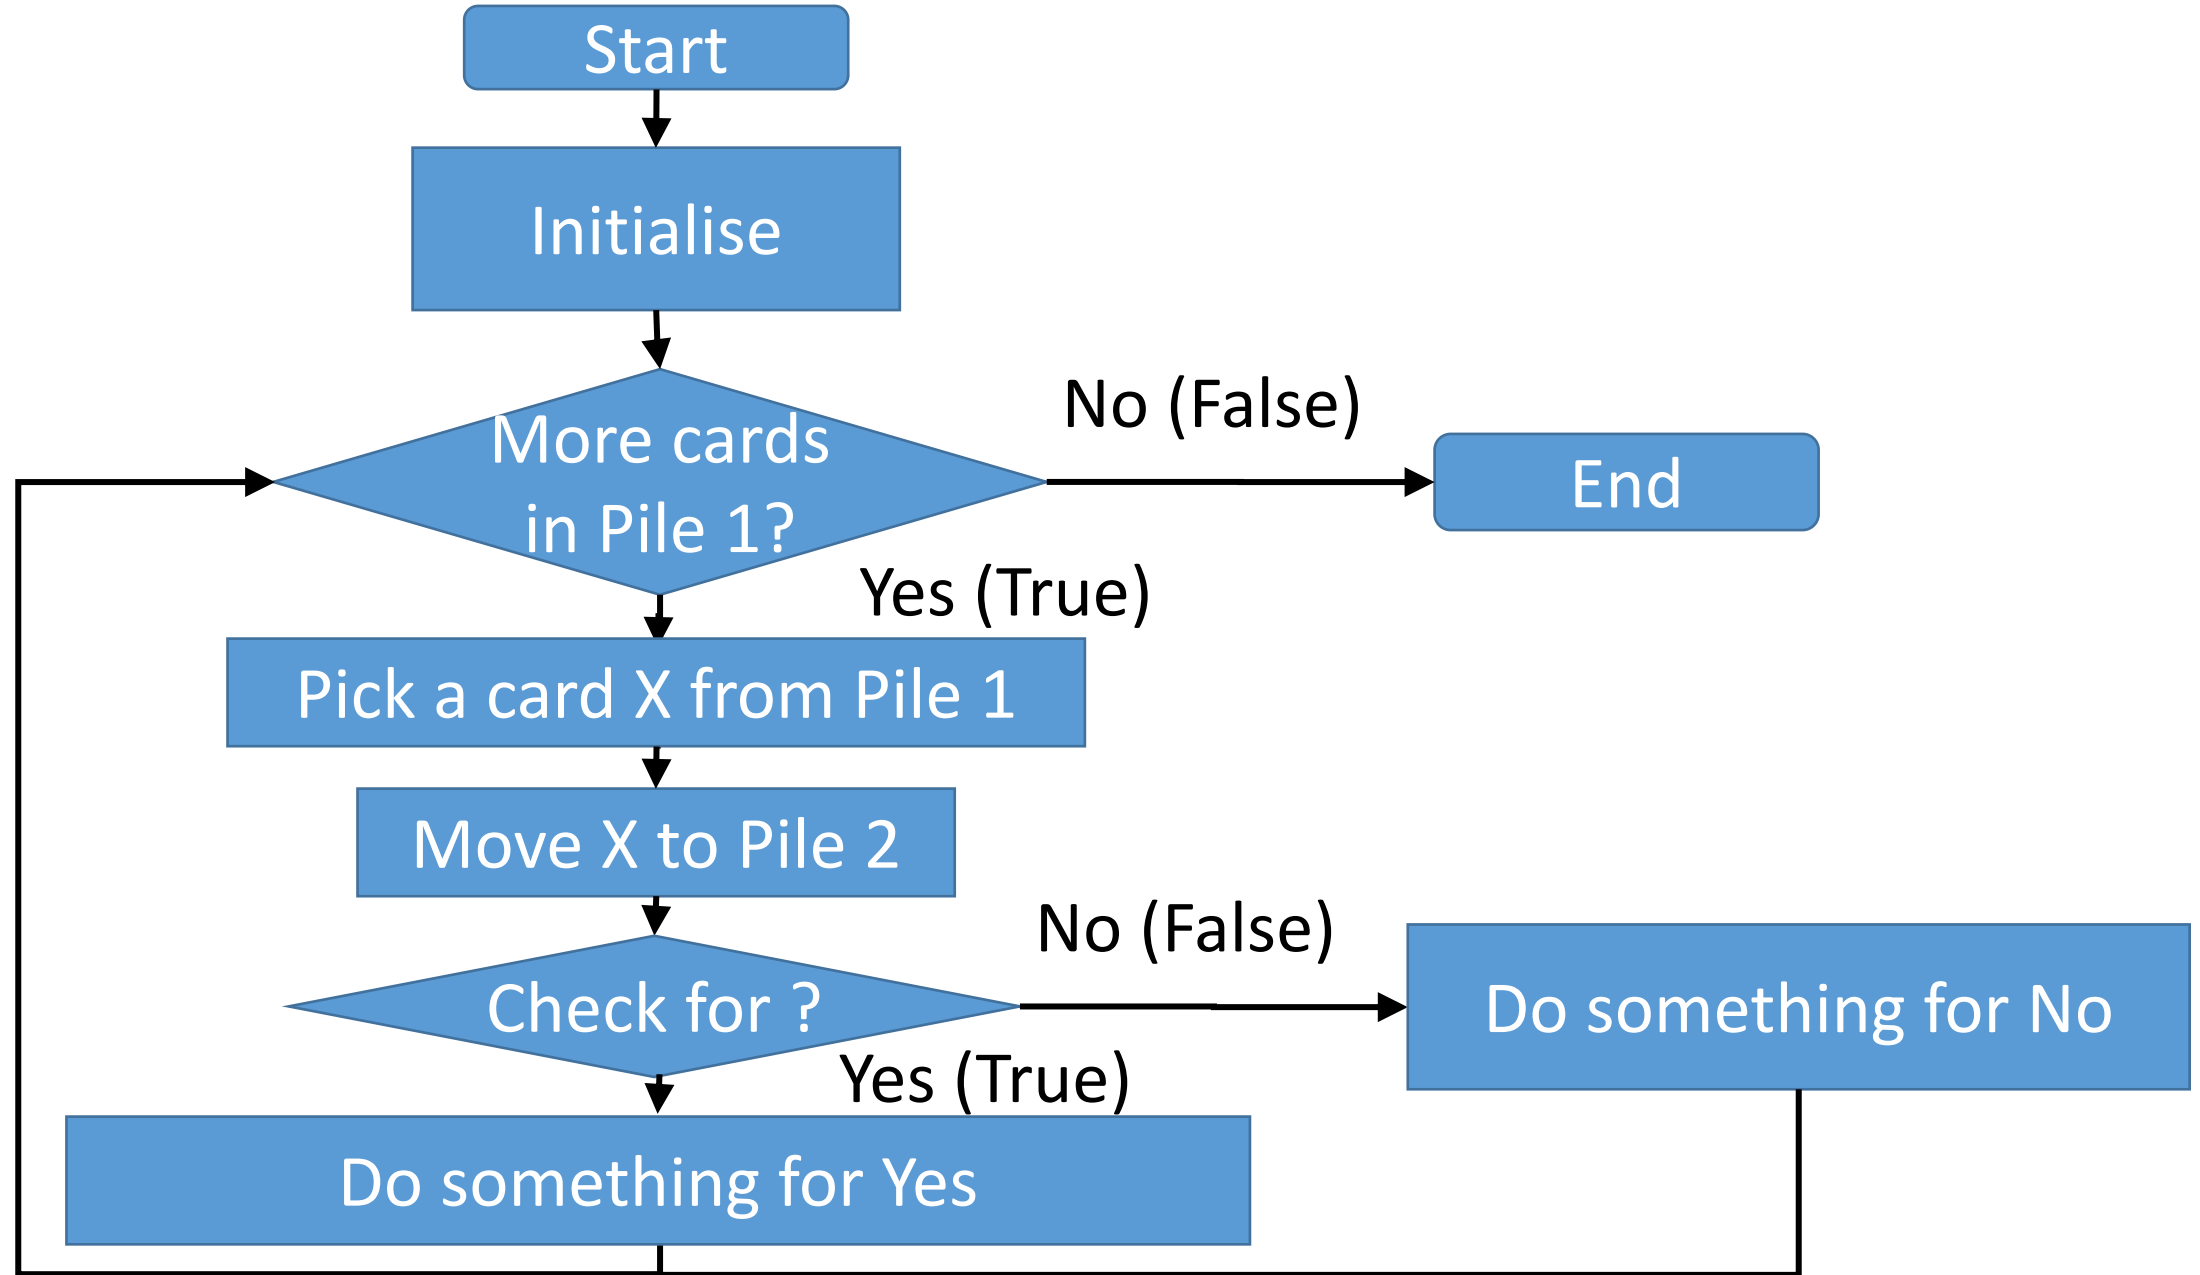 Start
Initialise
More cards
in Pile 1?
No (False)
End
Yes (True)
Pick a card X from Pile 1
Move X to Pile 2
Check for ?
No (False)
Do something for No
Yes (True)
Do something for Yes